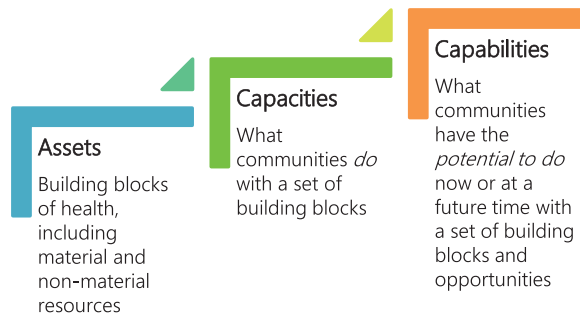 Assets
Building blocks
of health,
including
material and
non-material
resources
Capacities
What
communities do
with a set of
building blocks
Capabilities
What
communities
have the
potential to do
now or at a
future time with
a set of building
blocks and
opportunities